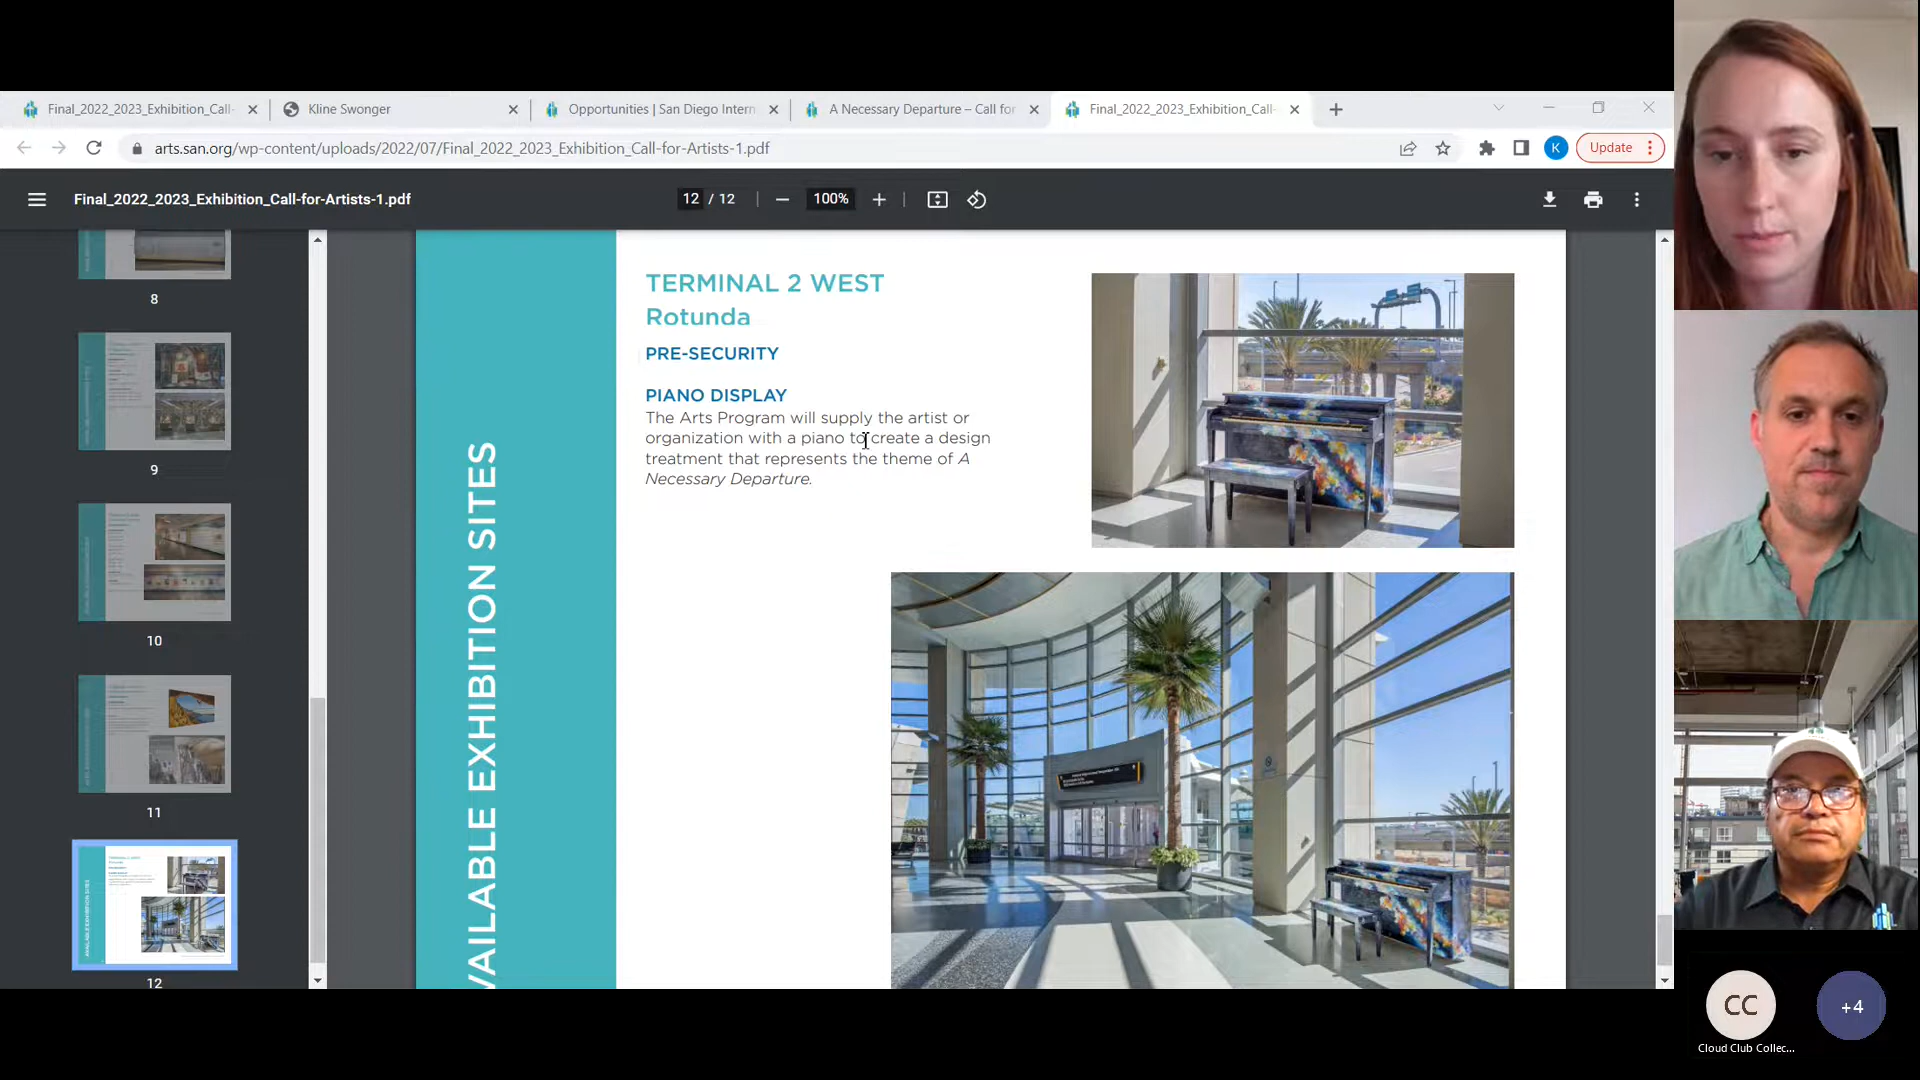 Final_2022_2023_Exhibition_Call-
Kline Swonger
Opportunities | San Diego Intern
A Necessary Departure – Call for
Final_2022_2023_Exhibition_Call-
arts.san.org/wp-content/uploads/2022/07/Final_2022_2023_Exhibition_Call-for-Artists-1.pdf
K
Update
Final_2022_2023_Exhibition_Call-for-Artists-1.pdf
12 / 12
100%
8
9
10
11
12
AVAILABLE EXHIBITION SITES
TERMINAL 2 WEST
Rotunda
PRE-SECURITY
PIANO DISPLAY
The Arts Program will supply the artist or
organization with a piano to create a design
treatment that represents the theme of A
Necessary Departure.
CC
Cloud Club Collec...
+4